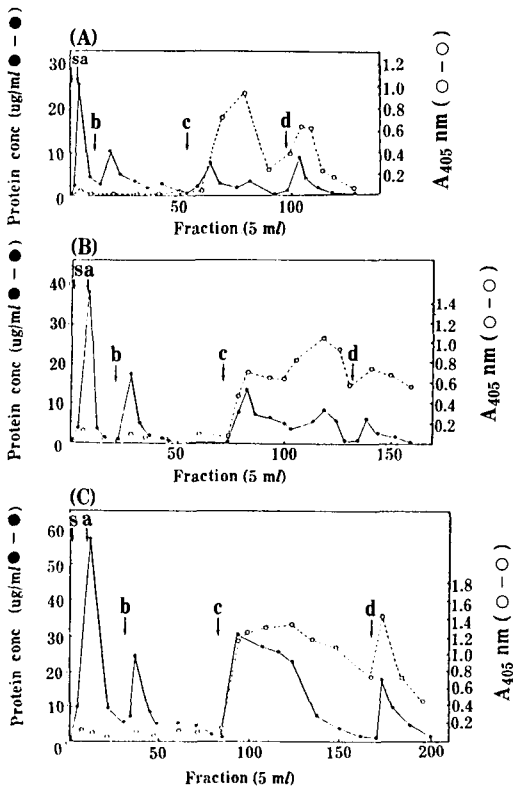 (A)
Protein conc (ug/ml ●–●)
30
20
10
0
s a
b
c
d
1.2
1.0
0.8
0.6
0.4
0.2
A405 nm (○–○)
50
100
Fraction (5 ml)
(B)
Protein conc (ug/ml ●–●)
40
30
20
10
0
s a
b
c
d
1.4
1.2
1.0
0.8
0.6
0.4
0.2
A405 nm (○–○)
50
100
150
Fraction (5 ml)
(C)
Protein conc (ug/ml ●–●)
60
50
40
30
20
10
0
s a
b
c
d
1.8
1.6
1.4
1.2
1.0
0.8
0.6
0.4
0.2
A405 nm (○–○)
50
100
150
200
Fraction (5 ml)